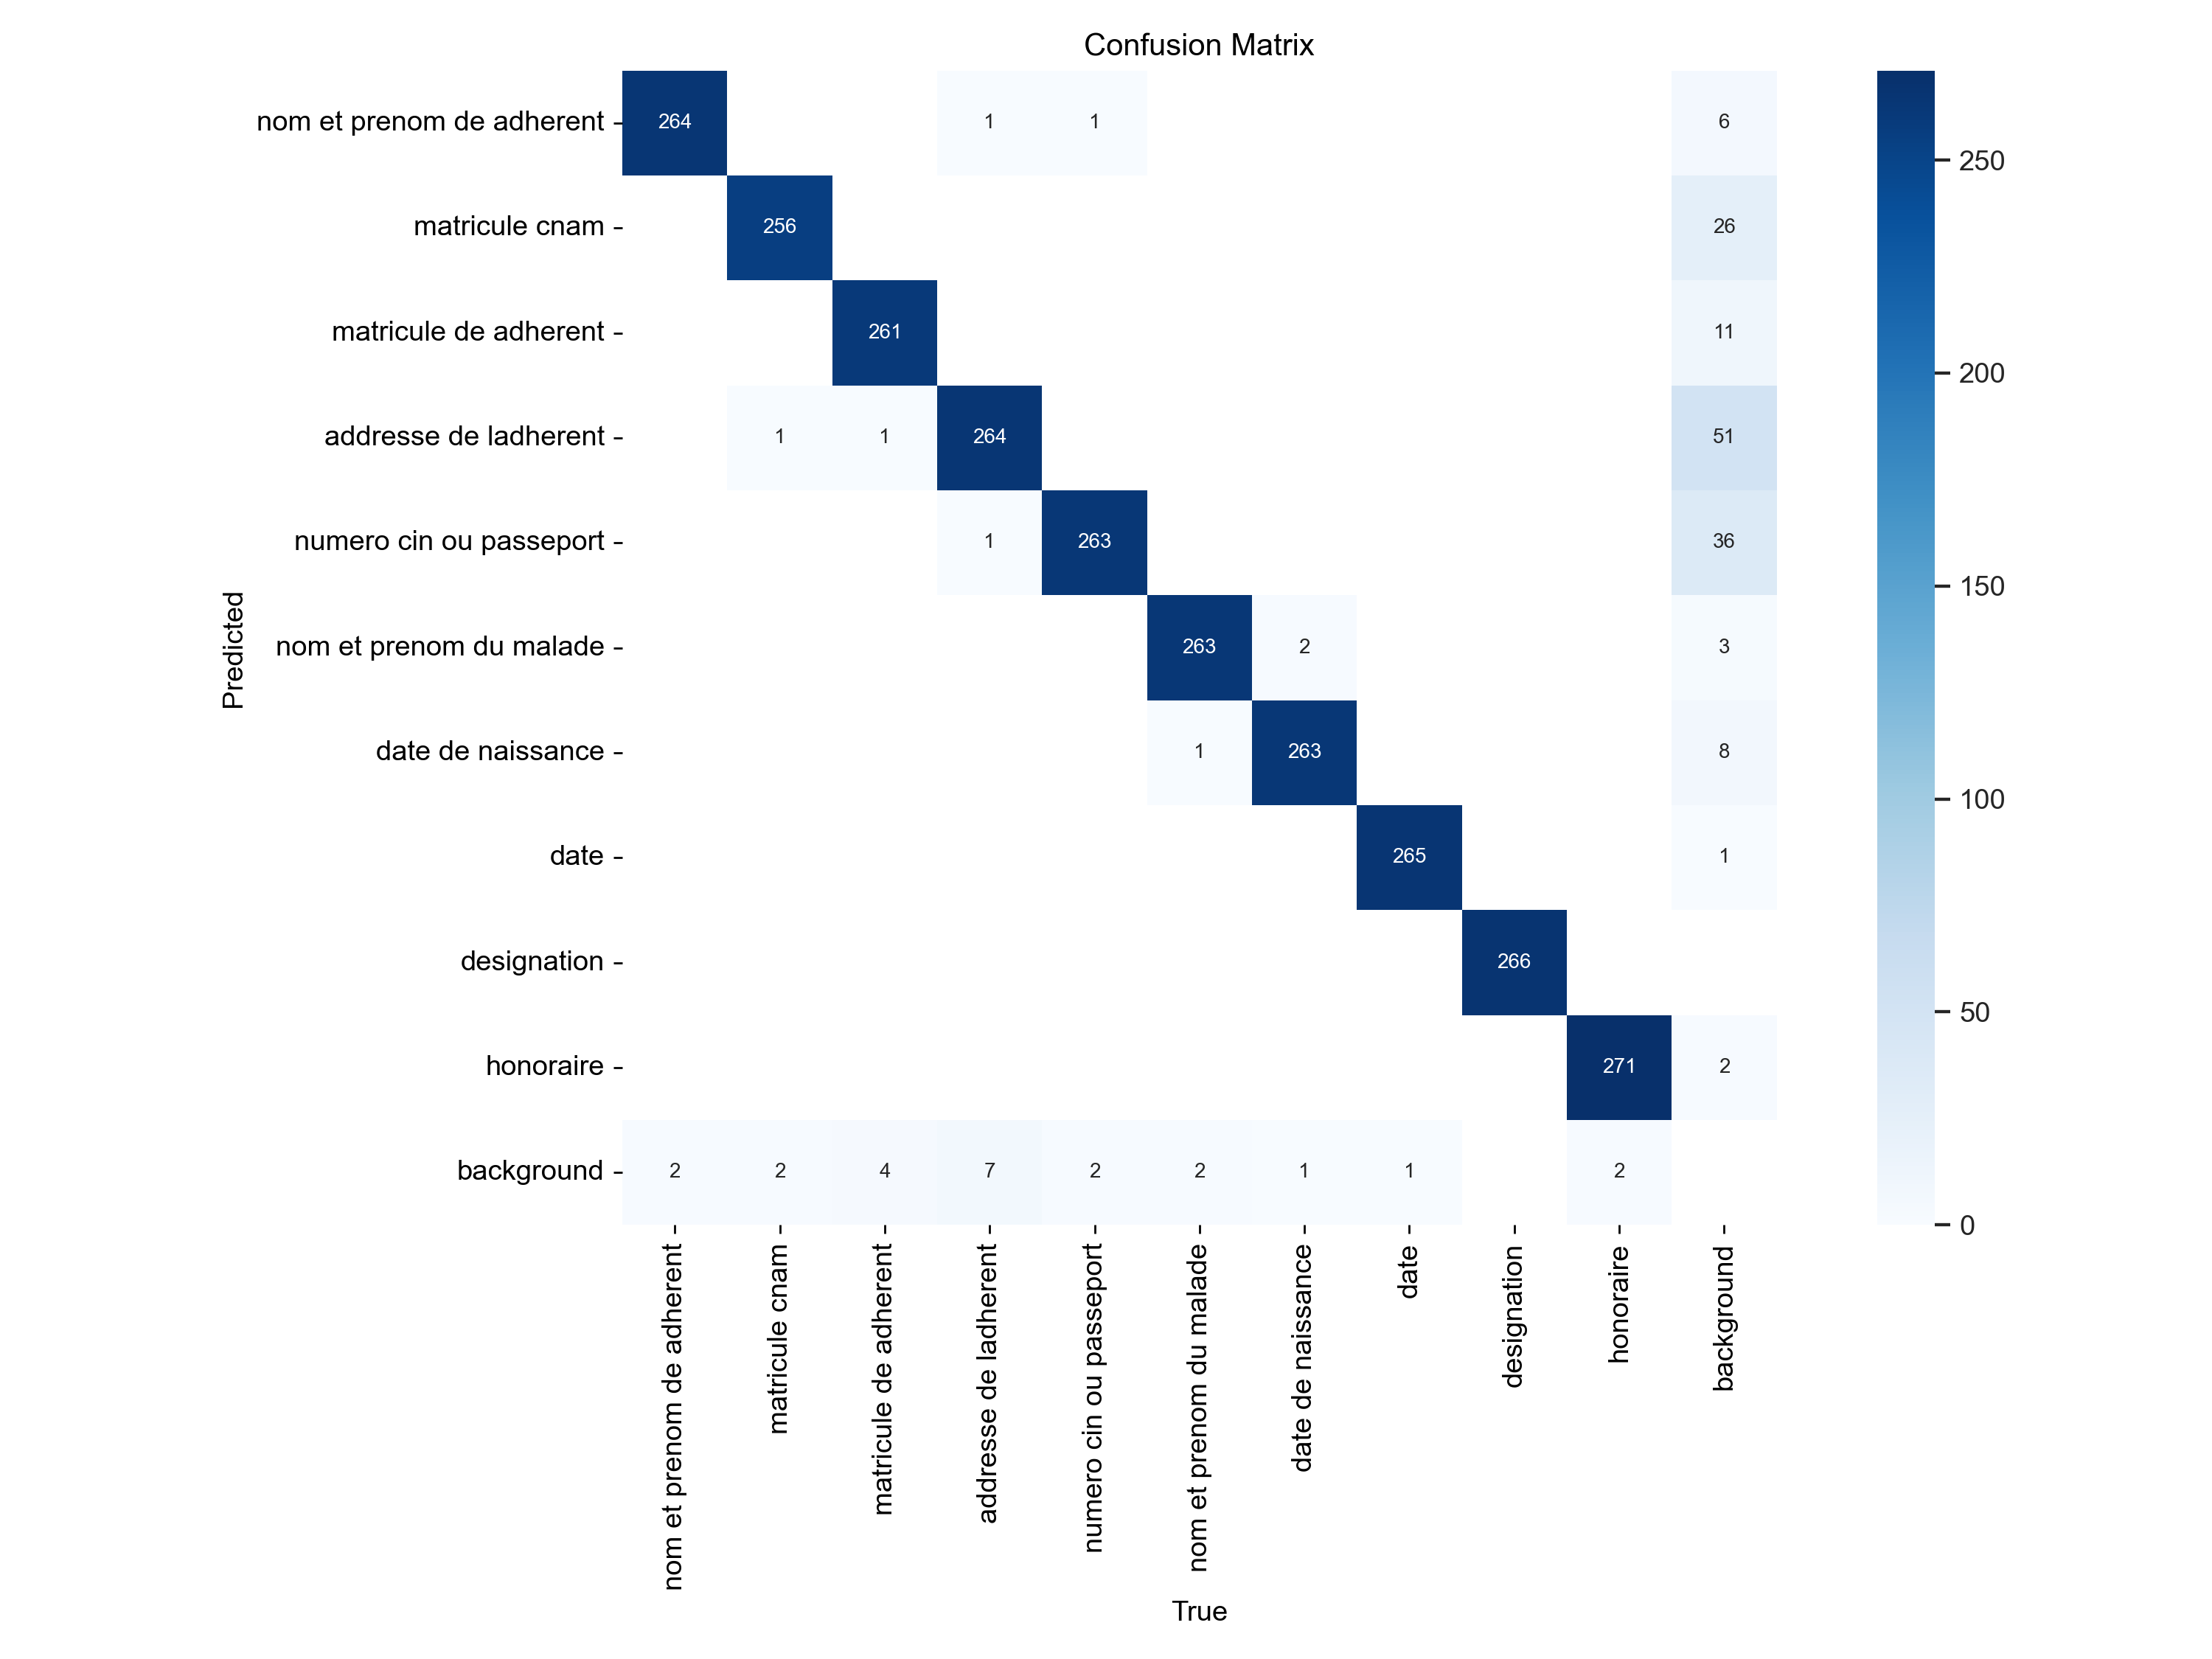 Confusion Matrix
nom et prenom de adherent
264 1 1 6
matricule cnam
256 26
matricule de adherent
261 11
addresse de ladherent
1 1 264 51
numero cin ou passeport
1 263 36
nom et prenom du malade
263 2 3
date de naissance
1 263 8
date
265 1
designation
266
honoraire
271 2
background
2 2 4 7 2 2 1 1 2
Predicted
nom et prenom de adherent
matricule cnam
matricule de adherent
addresse de ladherent
numero cin ou passeport
nom et prenom du malade
date de naissance
date
designation
honoraire
background
True
250
200
150
100
50
0